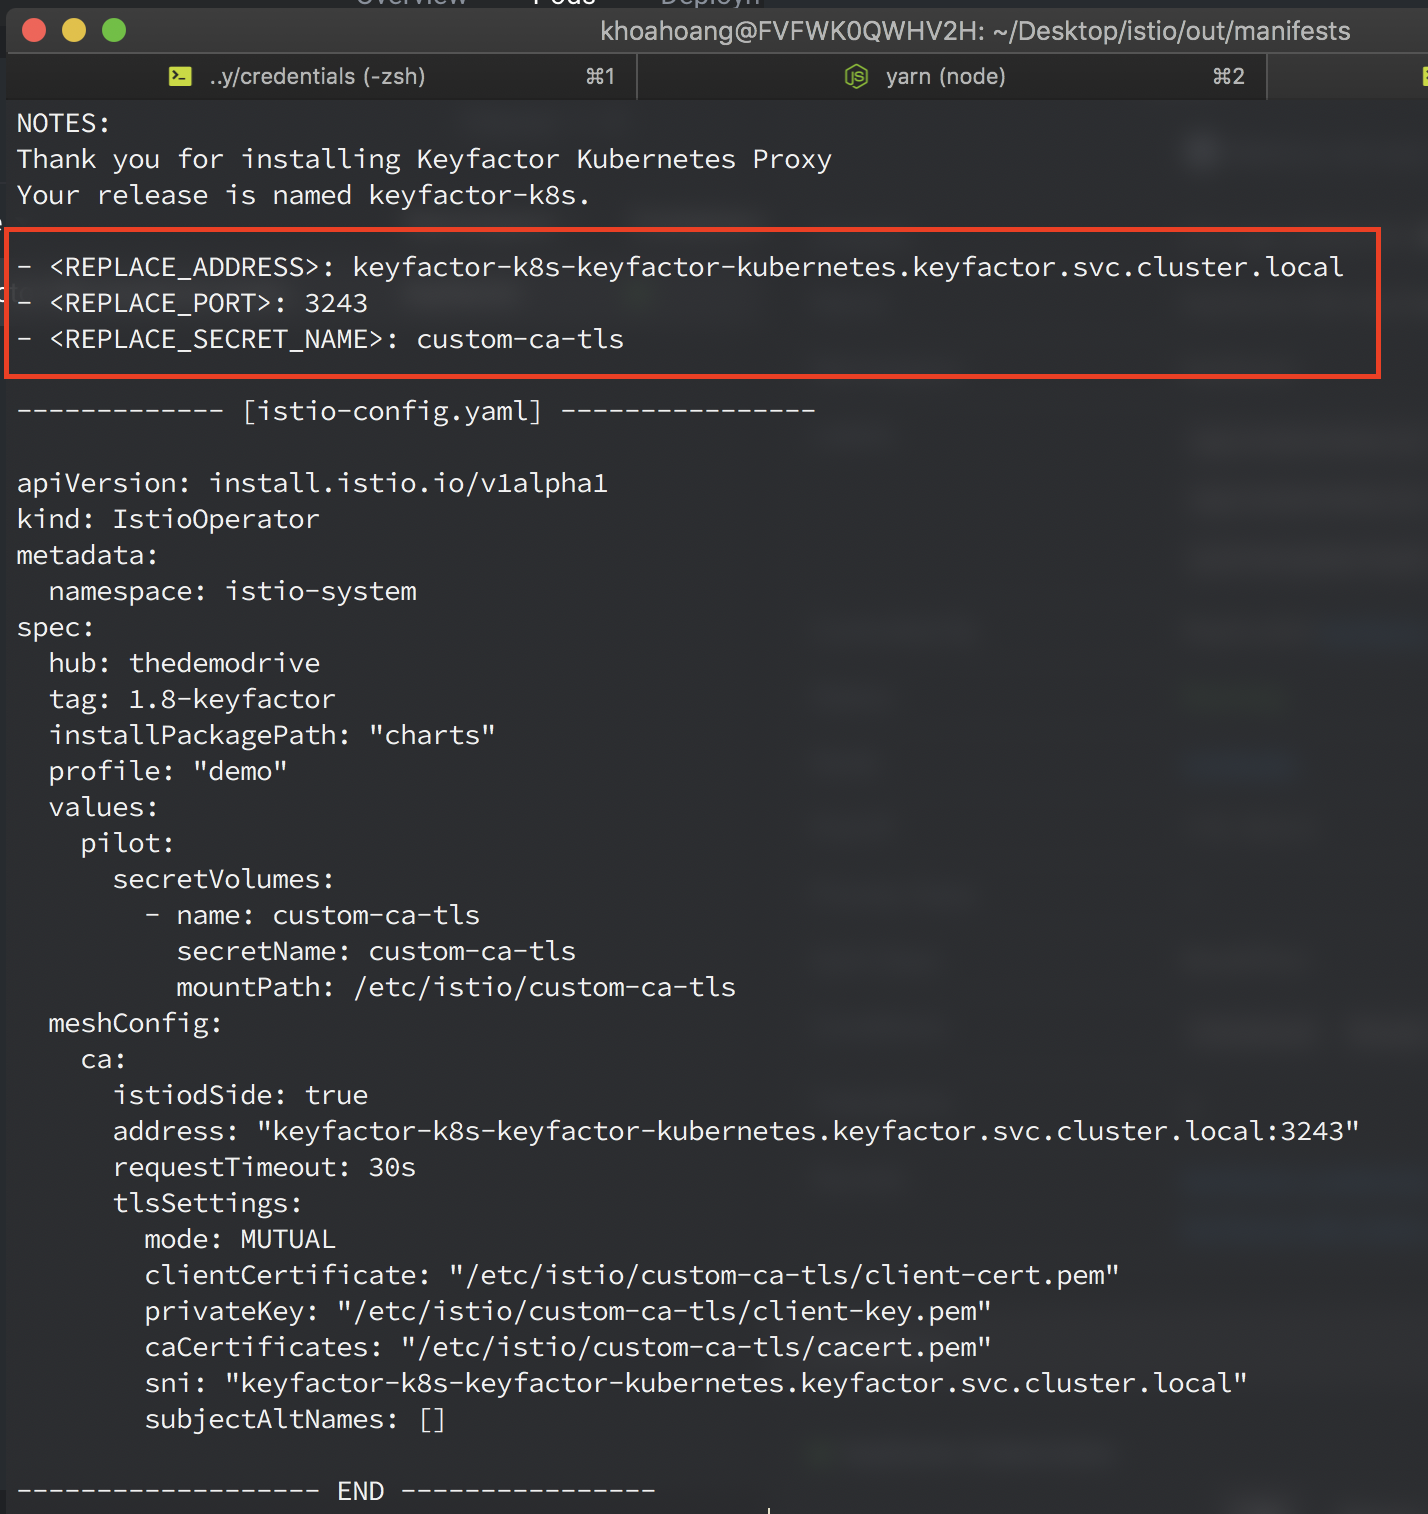 Overview Pods Deploym
khoahoang@FVFWK0QWHV2H: ~/Desktop/istio/out/manifests
..y/credentials (-zsh) ⌘1 yarn (node) ⌘2
NOTES:
Thank you for installing Keyfactor Kubernetes Proxy
Your release is named keyfactor-k8s.
- <REPLACE_ADDRESS>: keyfactor-k8s-keyfactor-kubernetes.keyfactor.svc.cluster.local
- <REPLACE_PORT>: 3243
- <REPLACE_SECRET_NAME>: custom-ca-tls
------------- [istio-config.yaml] ----------------
apiVersion: install.istio.io/v1alpha1
kind: IstioOperator
metadata:
  namespace: istio-system
spec:
  hub: thedemodrive
  tag: 1.8-keyfactor
  installPackagePath: "charts"
  profile: "demo"
  values:
    pilot:
      secretVolumes:
        - name: custom-ca-tls
          secretName: custom-ca-tls
          mountPath: /etc/istio/custom-ca-tls
  meshConfig:
    ca:
      istiodSide: true
      address: "keyfactor-k8s-keyfactor-kubernetes.keyfactor.svc.cluster.local:3243"
      requestTimeout: 30s
      tlsSettings:
        mode: MUTUAL
        clientCertificate: "/etc/istio/custom-ca-tls/client-cert.pem"
        privateKey: "/etc/istio/custom-ca-tls/client-key.pem"
        caCertificates: "/etc/istio/custom-ca-tls/cacert.pem"
        sni: "keyfactor-k8s-keyfactor-kubernetes.keyfactor.svc.cluster.local"
        subjectAltNames: []
------------------- END ----------------